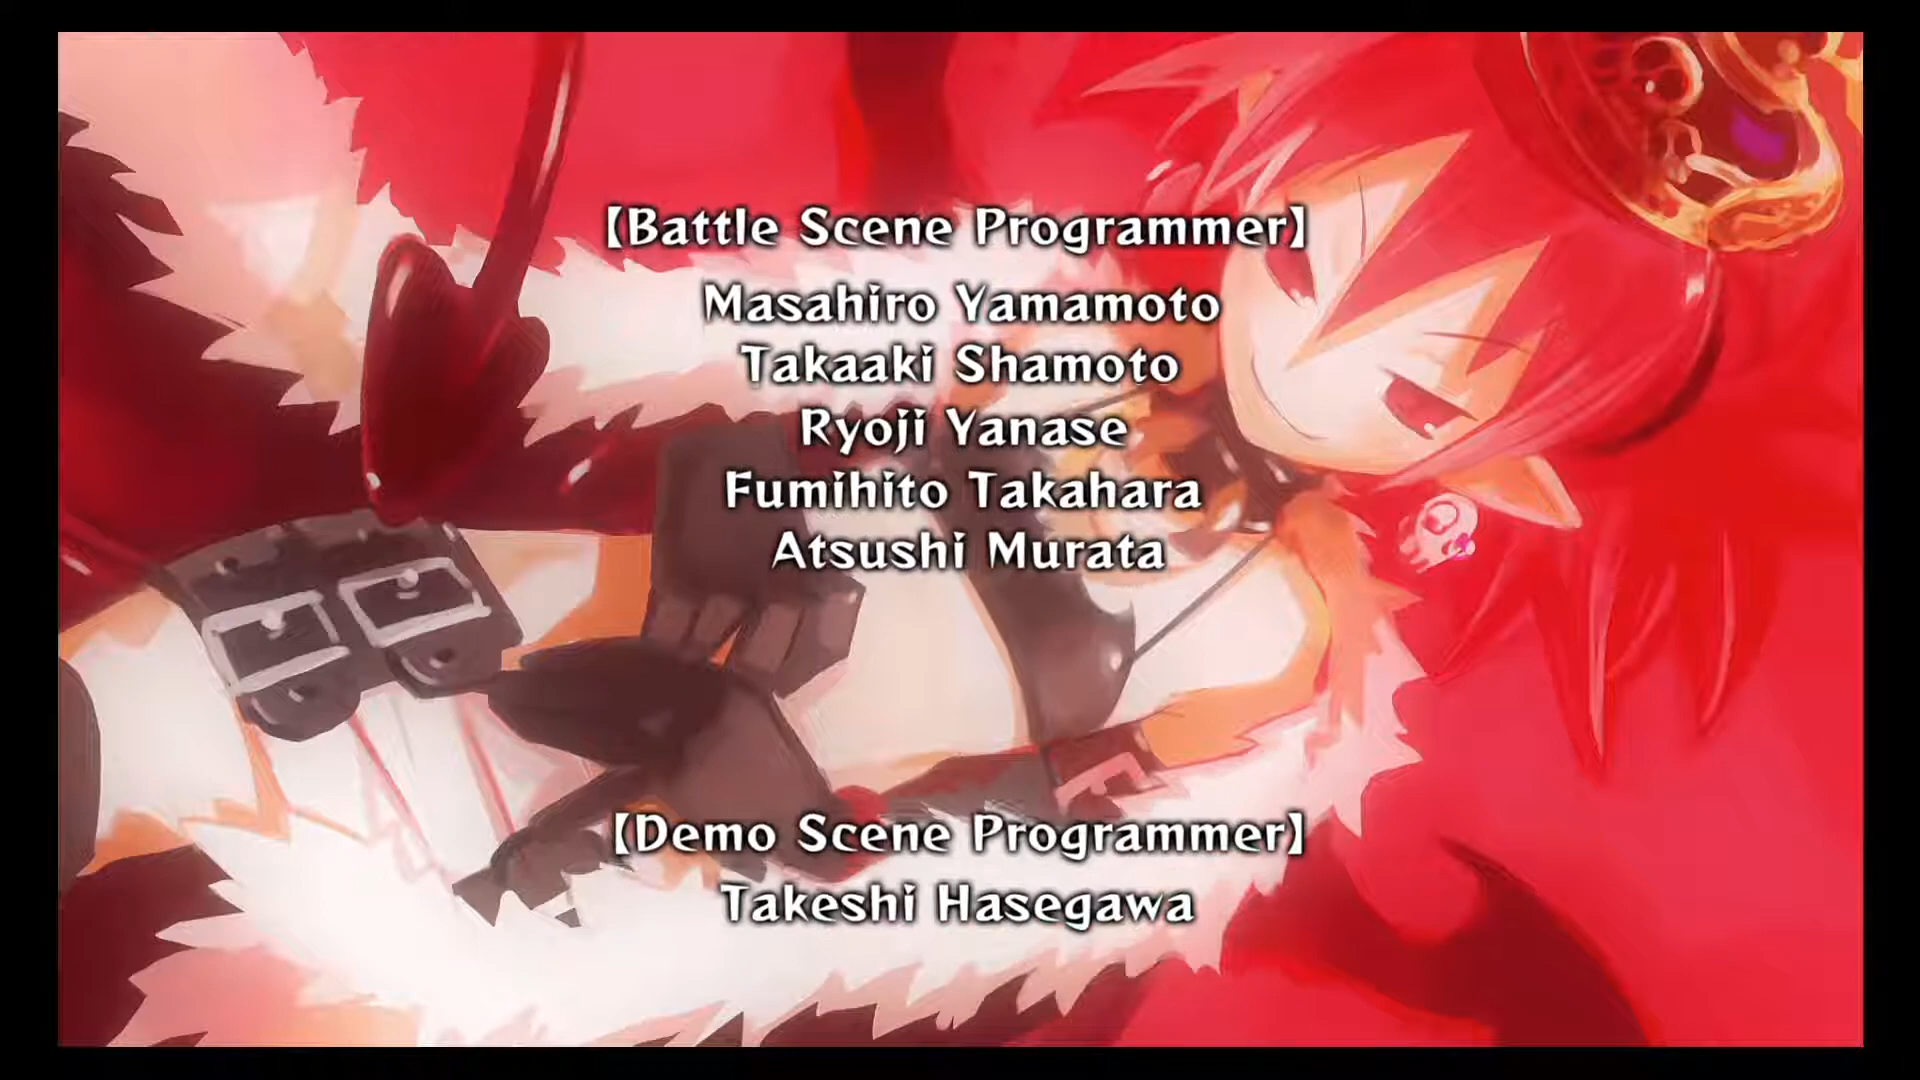 【Battle Scene Programmer】
Masahiro Yamamoto
Takaaki Shamoto
Ryoji Yanase
Fumihito Takahara
Atsushi Murata
【Demo Scene Programmer】
Takeshi Hasegawa